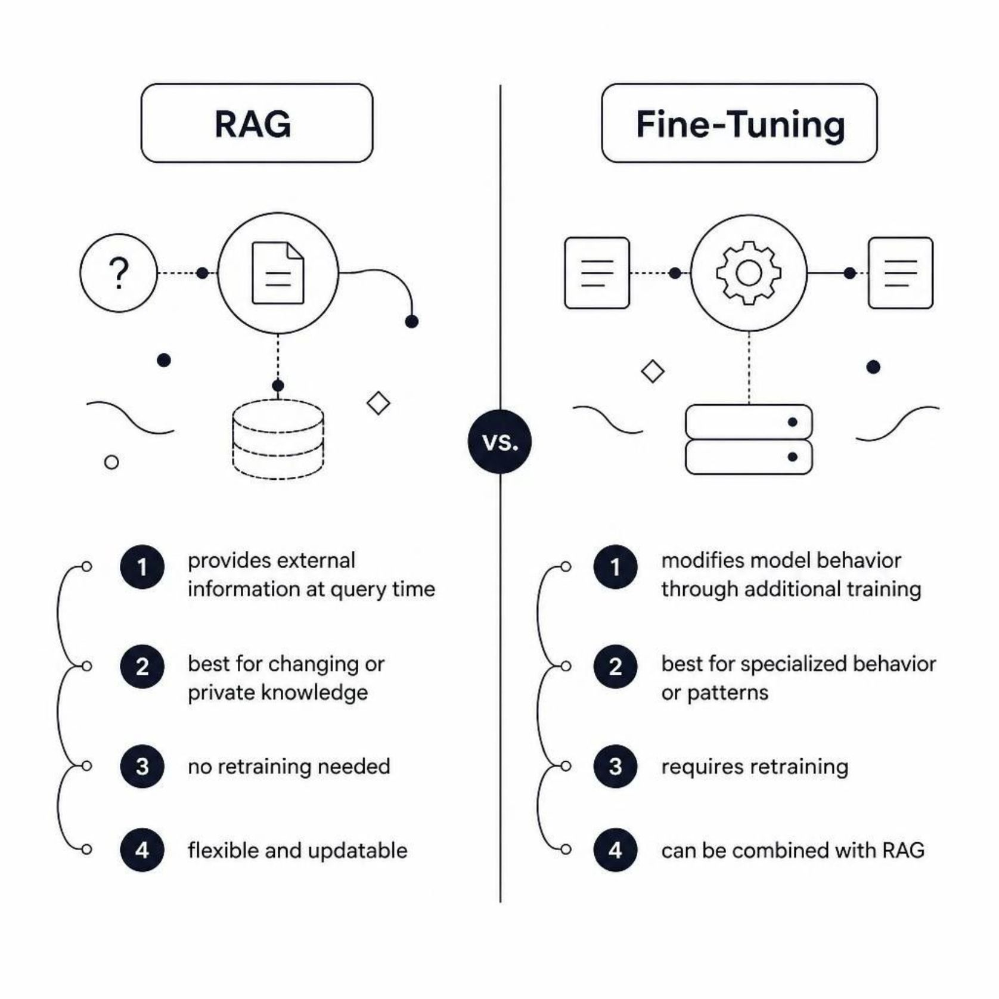 RAG
?
1
provides external
information at query time
2
best for changing or
private knowledge
3
no retraining needed
4
flexible and updatable
vs.
Fine-Tuning
1
modifies model behavior
through additional training
2
best for specialized behavior
or patterns
3
requires retraining
4
can be combined with RAG